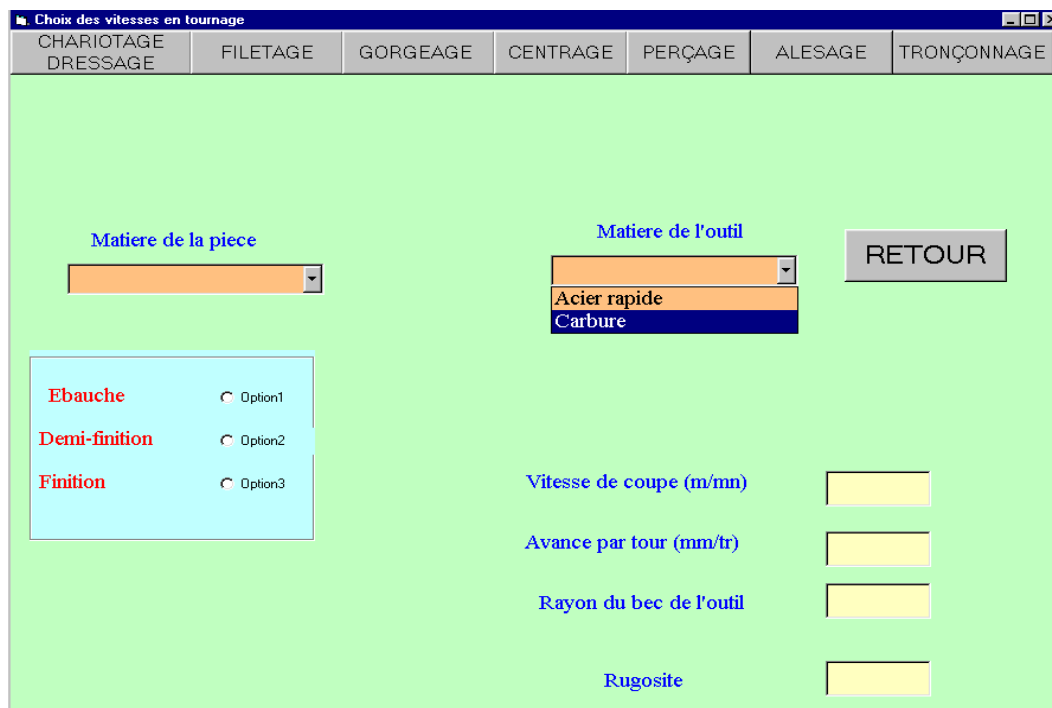 Choix des vitesses en tournage
CHARIOTAGE
DRESSAGE
FILETAGE
GORGEAGE
CENTRAGE
PERÇAGE
ALESAGE
TRONÇONNAGE
Matiere de la piece
Matiere de l'outil
RETOUR
Acier rapide
Carbure
Ebauche
Option1
Demi-finition
Option2
Finition
Option3
Vitesse de coupe (m/mn)
Avance par tour (mm/tr)
Rayon du bec de l'outil
Rugosite